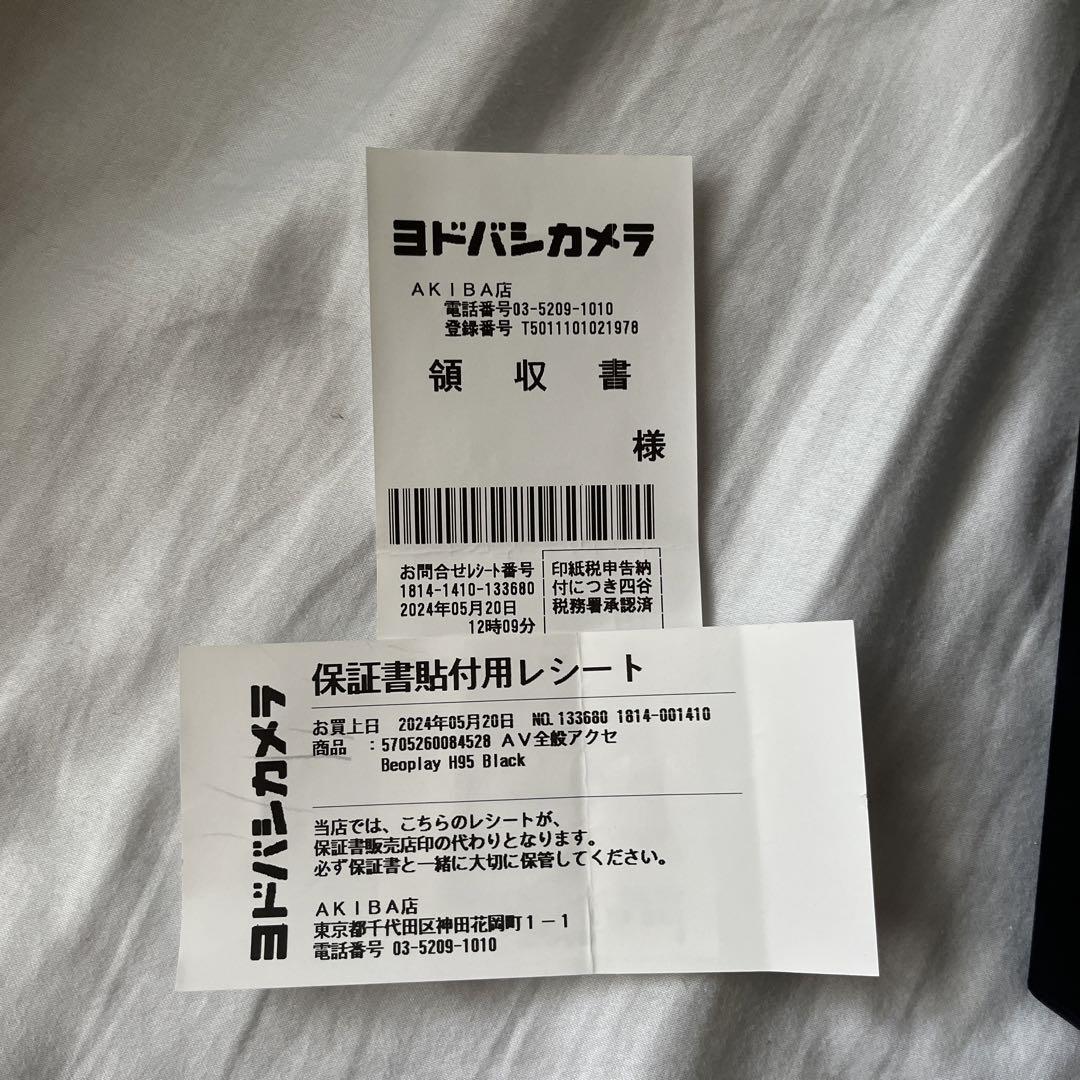 ヨドバシカメラ
AKIBA店
電話番号03-5209-1010
登録番号 T5011101021978
領 収 書
様
お問合せﾚｼｰﾄ番号
1814-1410-133680
2024年05月20日
12時09分
印紙税申告納
付につき四谷
税務署承認済
ヨドバシカメラ
保証書貼付用レシート
お買上日 2024年05月20日 NO.133680 1814-001410
商品 :5705260084528 AV全般アクセ
Beoplay H95 Black
当店では、こちらのレシートが、
保証書販売店印の代わりとなります。
必ず保証書と一緒に大切に保管してください。
AKIBA店
東京都千代田区神田花岡町1-1
電話番号 03-5209-1010